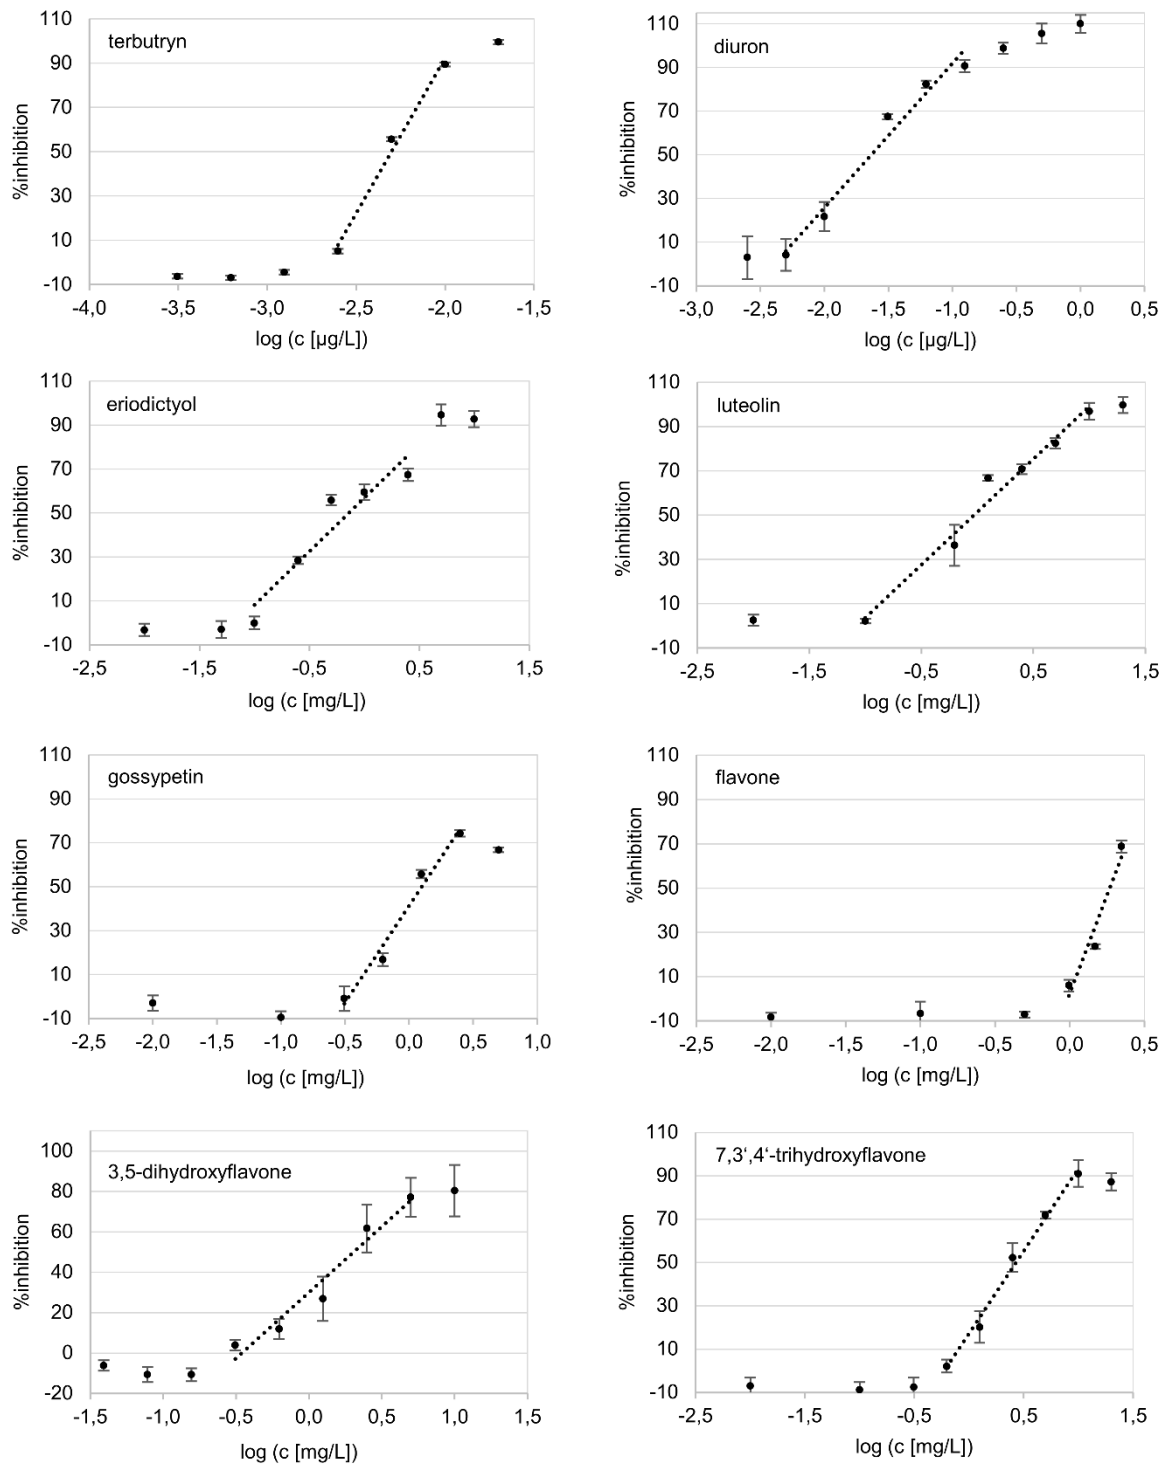 terbutryn
%inhibition
110
90
70
50
30
10
-10
-4,0 -3,5 -3,0 -2,5 -2,0 -1,5
log (c [µg/L])
diuron
%inhibition
110
90
70
50
30
10
-10
-3,0 -2,5 -2,0 -1,5 -1,0 -0,5 0,0 0,5
log (c [µg/L])
eriodictyol
%inhibition
110
90
70
50
30
10
-10
-2,5 -1,5 -0,5 0,5 1,5
log (c [mg/L])
luteolin
%inhibition
110
90
70
50
30
10
-10
-2,5 -1,5 -0,5 0,5 1,5
log (c [mg/L])
gossypetin
%inhibition
110
90
70
50
30
10
-10
-2,5 -2,0 -1,5 -1,0 -0,5 0,0 0,5 1,0
log (c [mg/L])
flavone
%inhibition
110
90
70
50
30
10
-10
-2,5 -2,0 -1,5 -1,0 -0,5 0,0 0,5
log (c [mg/L])
3,5-dihydroxyflavone
%inhibition
100
80
60
40
20
0
-20
-1,5 -1,0 -0,5 0,0 0,5 1,0 1,5
log (c [mg/L])
7,3‘,4‘-trihydroxyflavone
%inhibition
110
90
70
50
30
10
-10
-2,5 -1,5 -0,5 0,5 1,5
log (c [mg/L])